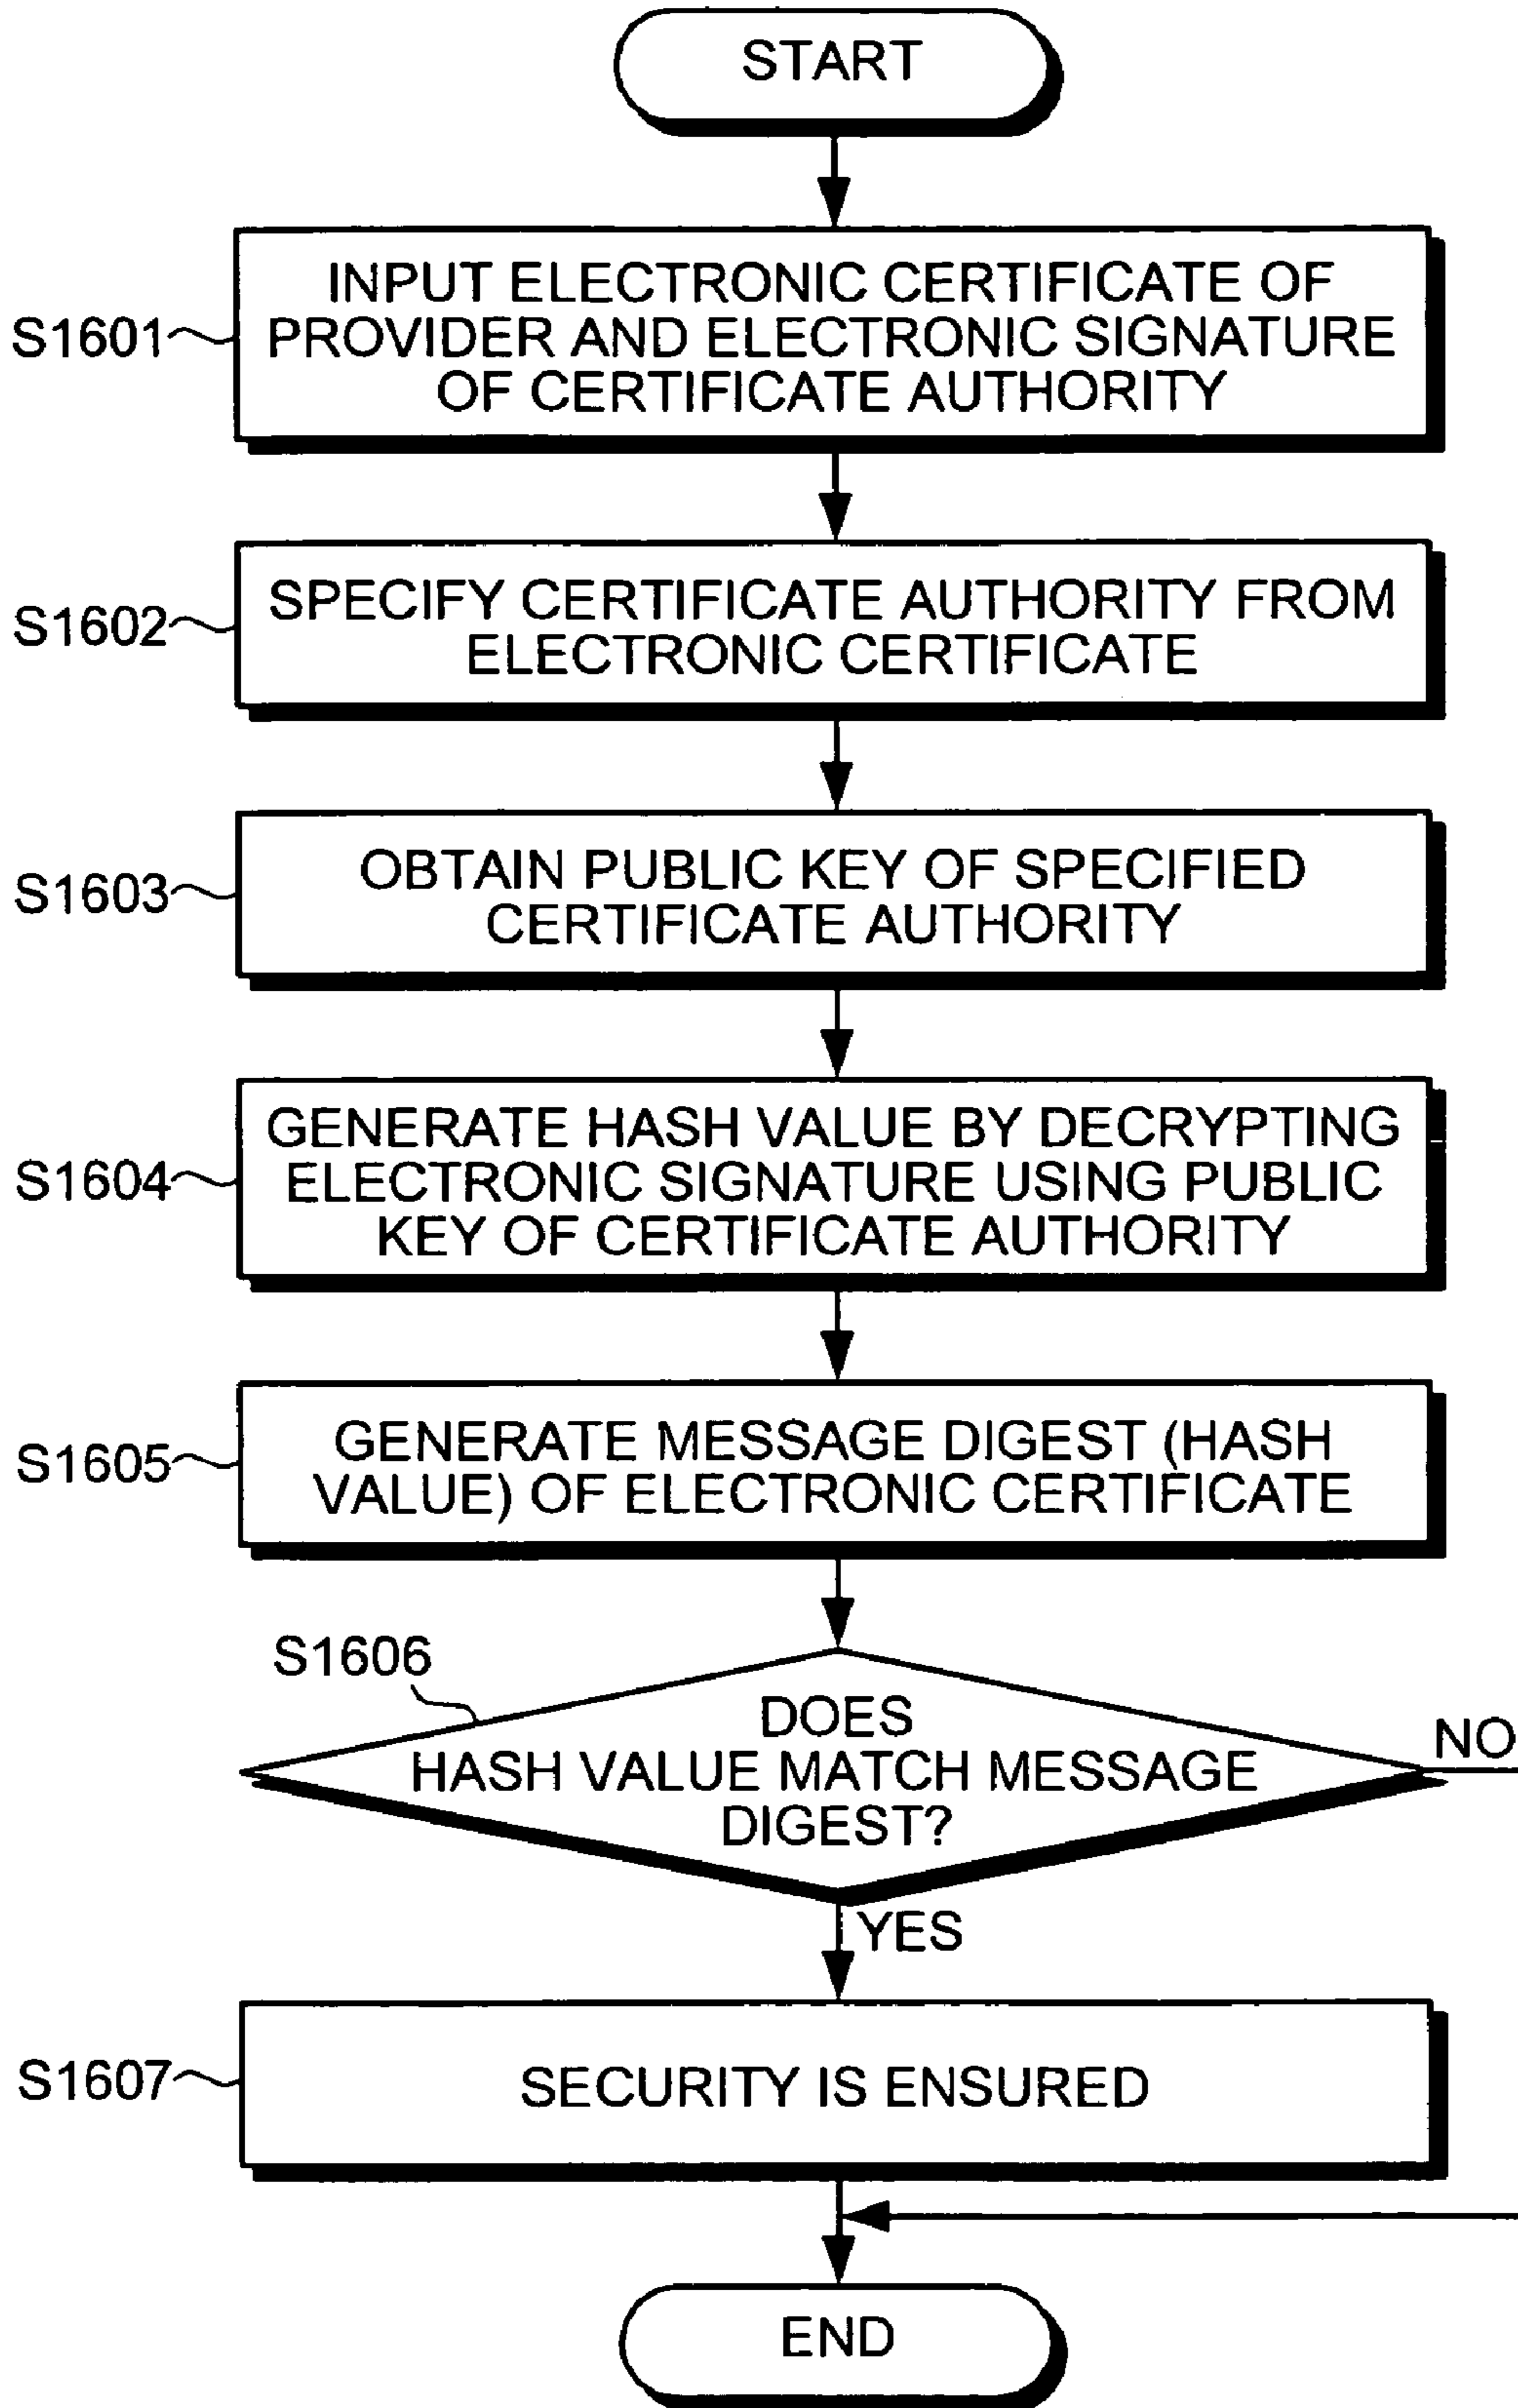 START
INPUT ELECTRONIC CERTIFICATE OF
PROVIDER AND ELECTRONIC SIGNATURE
OF CERTIFICATE AUTHORITY
S1601
SPECIFY CERTIFICATE AUTHORITY FROM
ELECTRONIC CERTIFICATE
S1602
OBTAIN PUBLIC KEY OF SPECIFIED
CERTIFICATE AUTHORITY
S1603
GENERATE HASH VALUE BY DECRYPTING
ELECTRONIC SIGNATURE USING PUBLIC
KEY OF CERTIFICATE AUTHORITY
S1604
GENERATE MESSAGE DIGEST (HASH
VALUE) OF ELECTRONIC CERTIFICATE
S1605
S1606
DOES
HASH VALUE MATCH MESSAGE
DIGEST?
NO
YES
S1607
SECURITY IS ENSURED
END